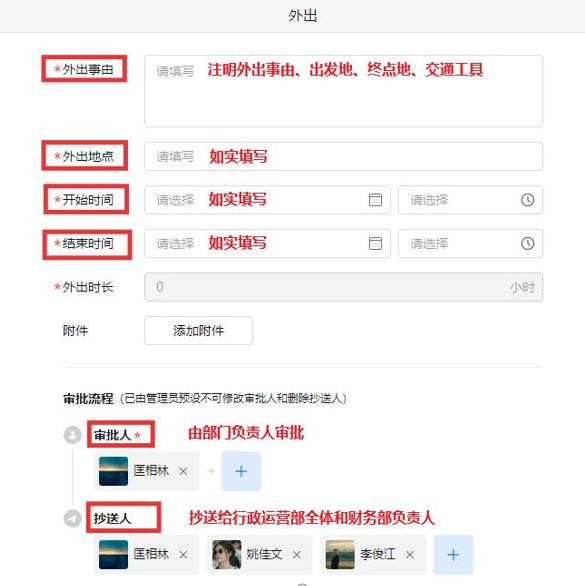 外出
*外出事由 请填写 注明外出事由、出发地、终点地、交通工具
*外出地点 请填写 如实填写
*开始时间 请选择 如实填写 请选择
*结束时间 请选择 如实填写 请选择
*外出时长 0 小时
附件 添加附件
审批流程（已由管理员预设不可修改审批人和删除抄送人）
审批人* 由部门负责人审批
匡相林 × → +
抄送人 抄送给行政运营部全体和财务部负责人
匡相林 × 姚佳文 × 李俊江 × +